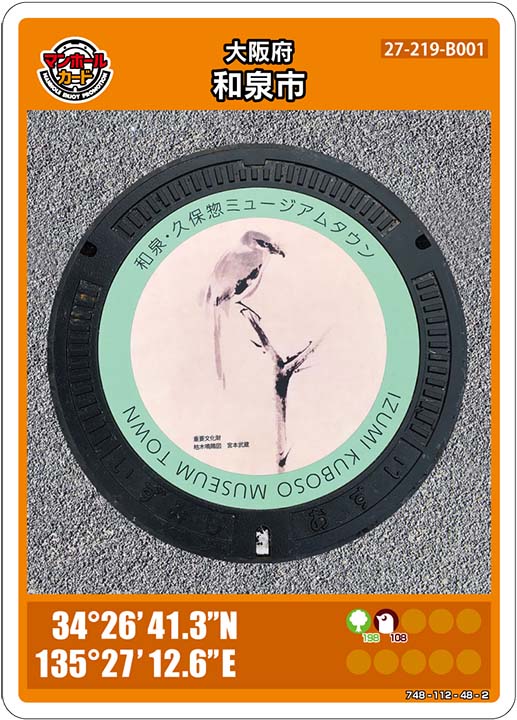 マンホール
カード
MANHOLE ENJOY PROMOTION
大阪府
和泉市
27-219-B001
和泉・久保惣ミュージアムタウン
重要文化財
枯木鳴鵙図 宮本武蔵
IZUMI KUBOSO MUSEUM TOWN
34°26’41.3”N
135°27’12.6”E
198
108
748-112-48-2